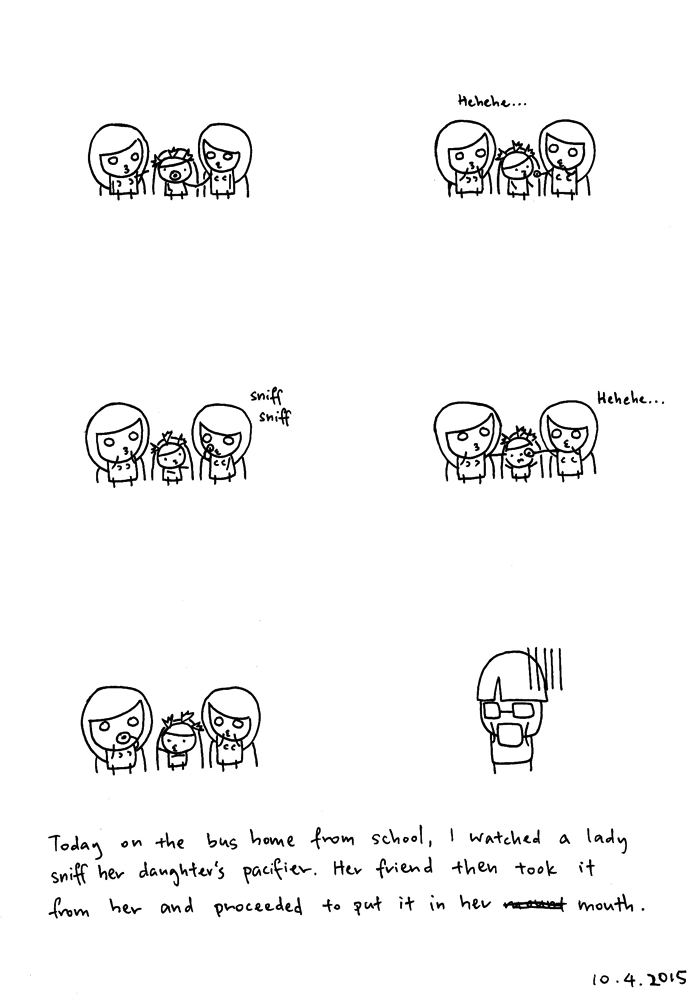 Hehehe...
sniff
sniff
Hehehe...
Today on the bus home from school, I watched a lady
sniff her daughter's pacifier. Her friend then took it
from her and proceeded to put it in her mouth.
10.4.2015